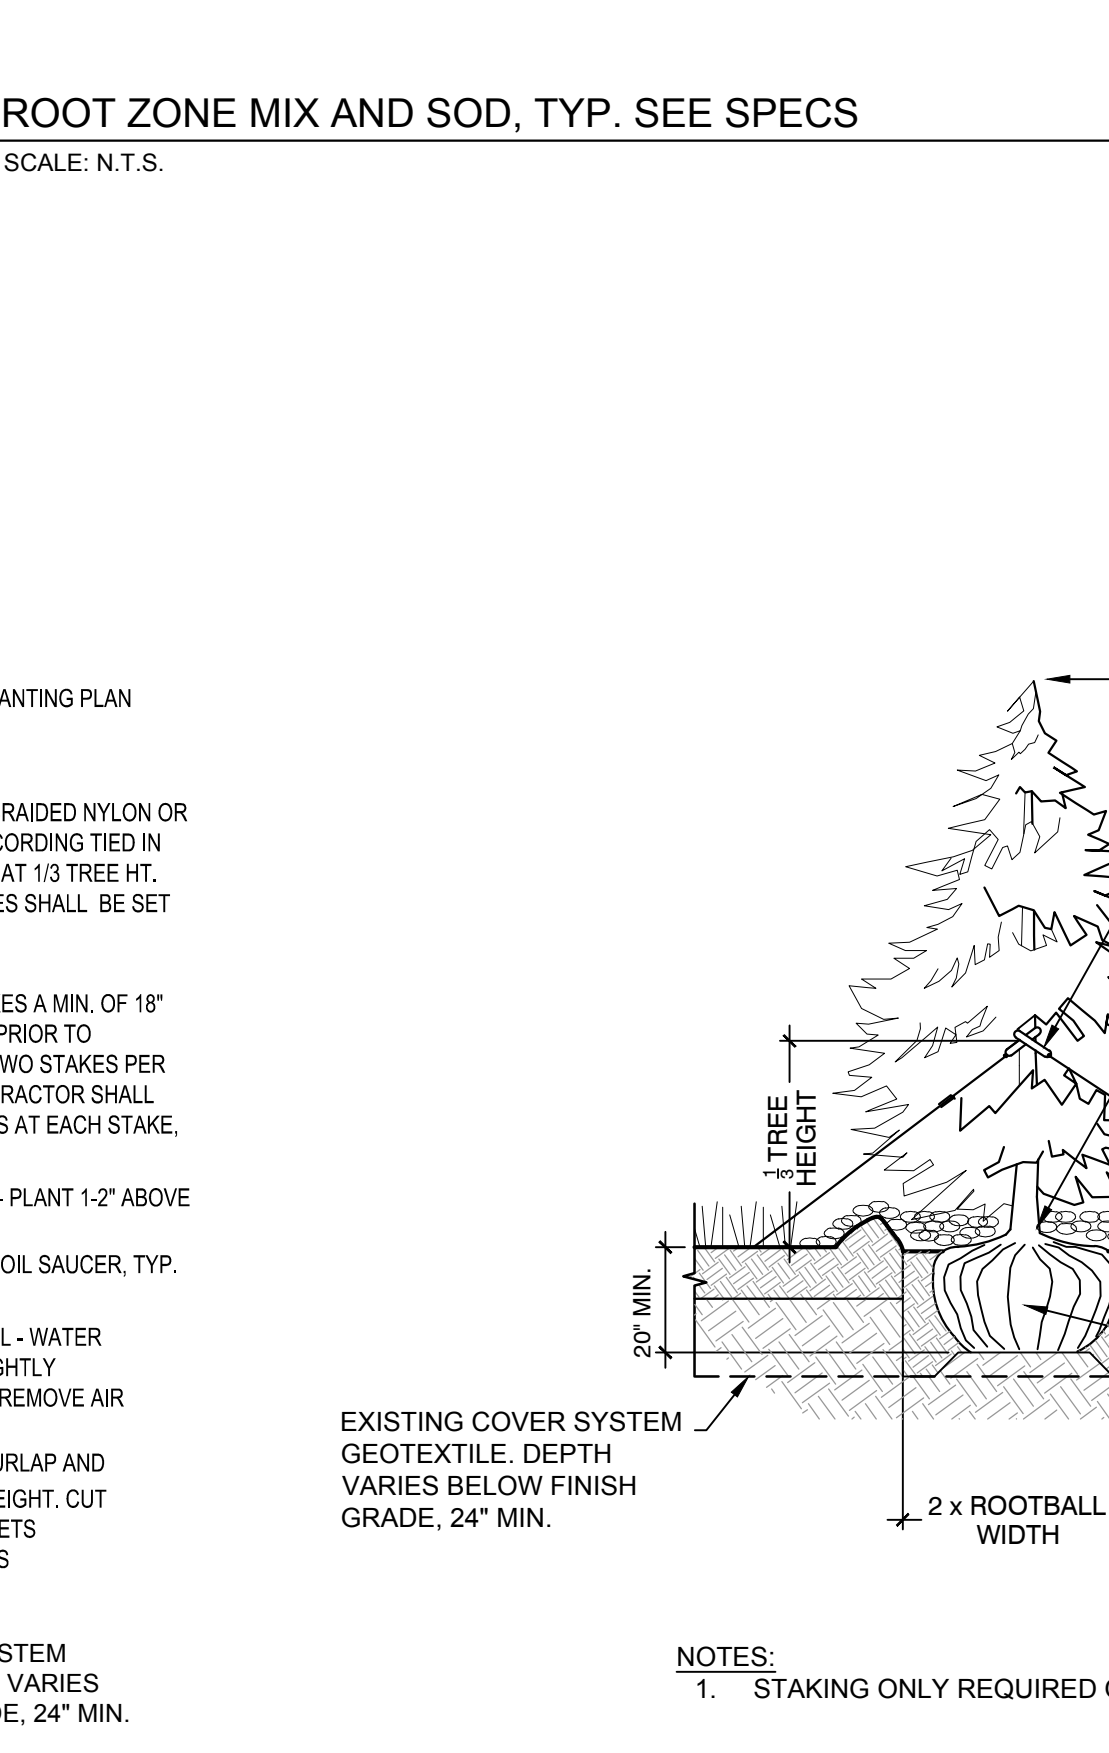 ROOT ZONE MIX AND SOD, TYP. SEE SPECS
SCALE: N.T.S.
ANTING PLAN
RAIDED NYLON OR
CORDING TIED IN
AT 1/3 TREE HT.
ES SHALL BE SET
ES A MIN. OF 18"
PRIOR TO
WO STAKES PER
RACTOR SHALL
S AT EACH STAKE,
- PLANT 1-2" ABOVE
OIL SAUCER, TYP.
L - WATER
GHTLY
REMOVE AIR
URLAP AND
EIGHT. CUT
ETS
S
STEM
VARIES
DE, 24" MIN.
1/3 TREE
HEIGHT
20" MIN.
EXISTING COVER SYSTEM
GEOTEXTILE. DEPTH
VARIES BELOW FINISH
GRADE, 24" MIN.
2 x ROOTBALL
WIDTH
NOTES:
1. STAKING ONLY REQUIRED